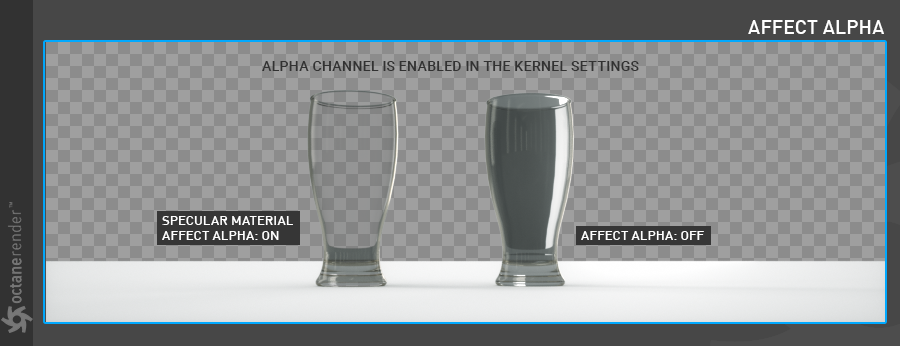 AFFECT ALPHA
ALPHA CHANNEL IS ENABLED IN THE KERNEL SETTINGS
SPECULAR MATERIAL
AFFECT ALPHA: ON
AFFECT ALPHA: OFF
octanerender™